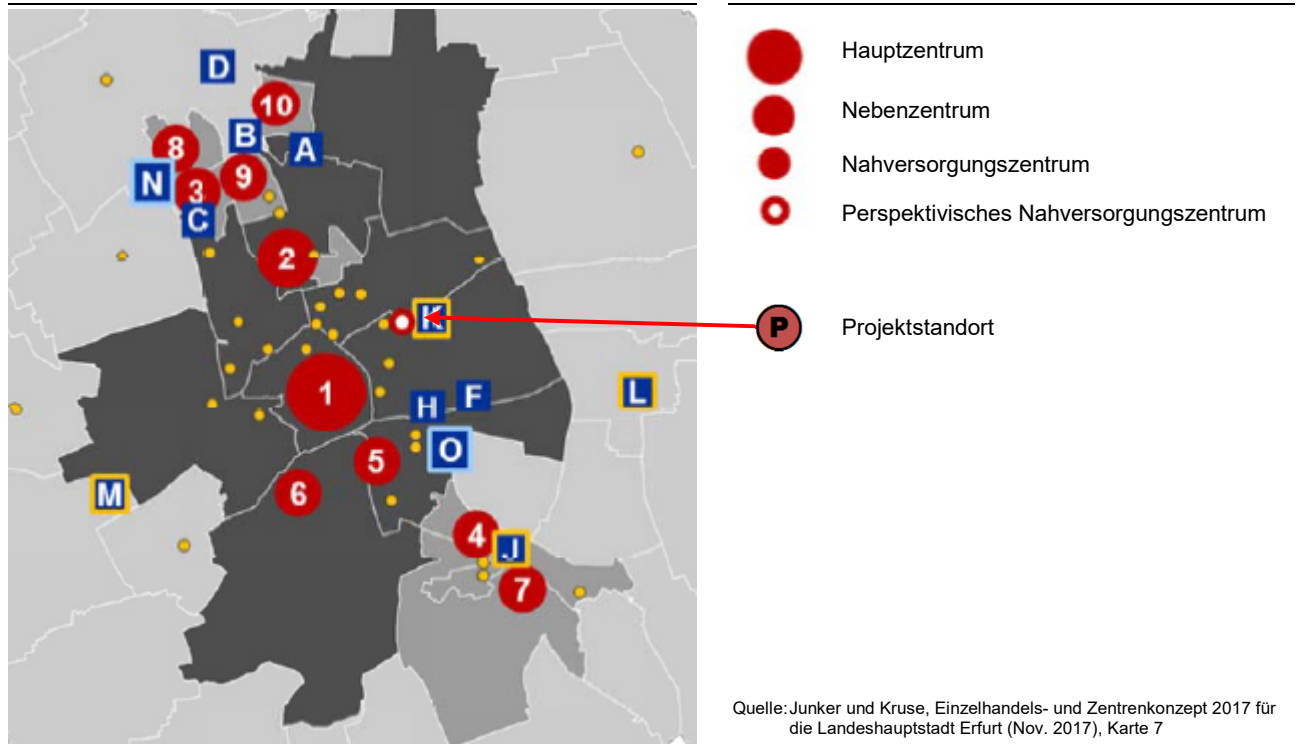 D
10
B
A
8
9
N
3
C
2
K
1
L
H
F
O
5
6
M
4
J
7
Hauptzentrum
Nebenzentrum
Nahversorgungszentrum
Perspektivisches Nahversorgungszentrum
P Projektstandort
Quelle: Junker und Kruse, Einzelhandels- und Zentrenkonzept 2017 für
die Landeshauptstadt Erfurt (Nov. 2017), Karte 7